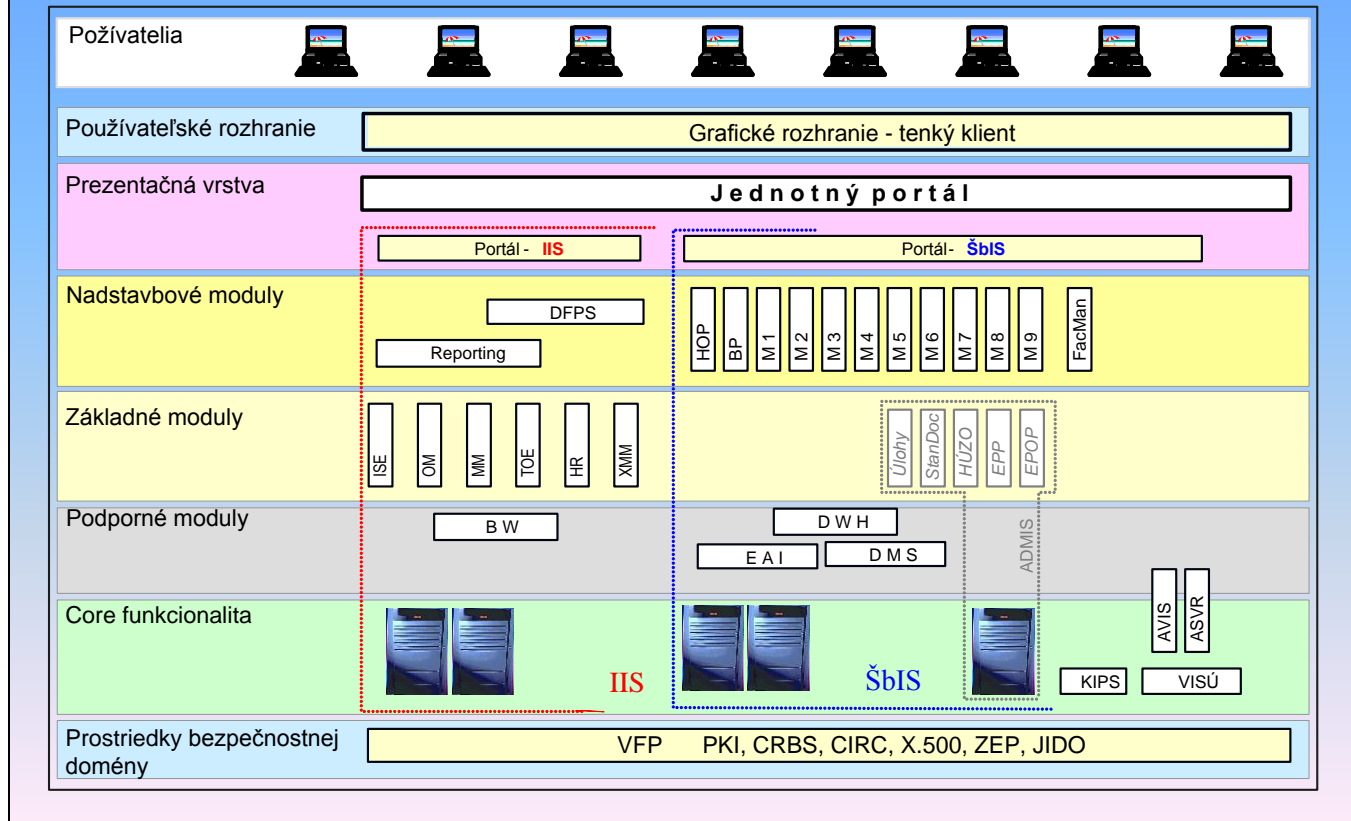 Požívatelia
Používateľské rozhranie
Grafické rozhranie - tenký klient
Prezentačná vrstva
Jednotný portál
Portál - IIS
Portál- ŠbIS
Nadstavbové moduly
DFPS
Reporting
HOP
BP
M 1
M 2
M 3
M 4
M 5
M 6
M 7
M 8
M 9
FacMan
Základné moduly
ISE
OM
MM
TOE
HR
XMM
Úlohy
StanDoc
HÚZO
EPP
EPOP
Podporné moduly
B W
D W H
E A I
D M S
ADMIS
Core funkcionalita
IIS
ŠbIS
AVIS
ASVR
KIPS
VISÚ
Prostriedky bezpečnostnej
domény
VFP PKI, CRBS, CIRC, X.500, ZEP, JIDO